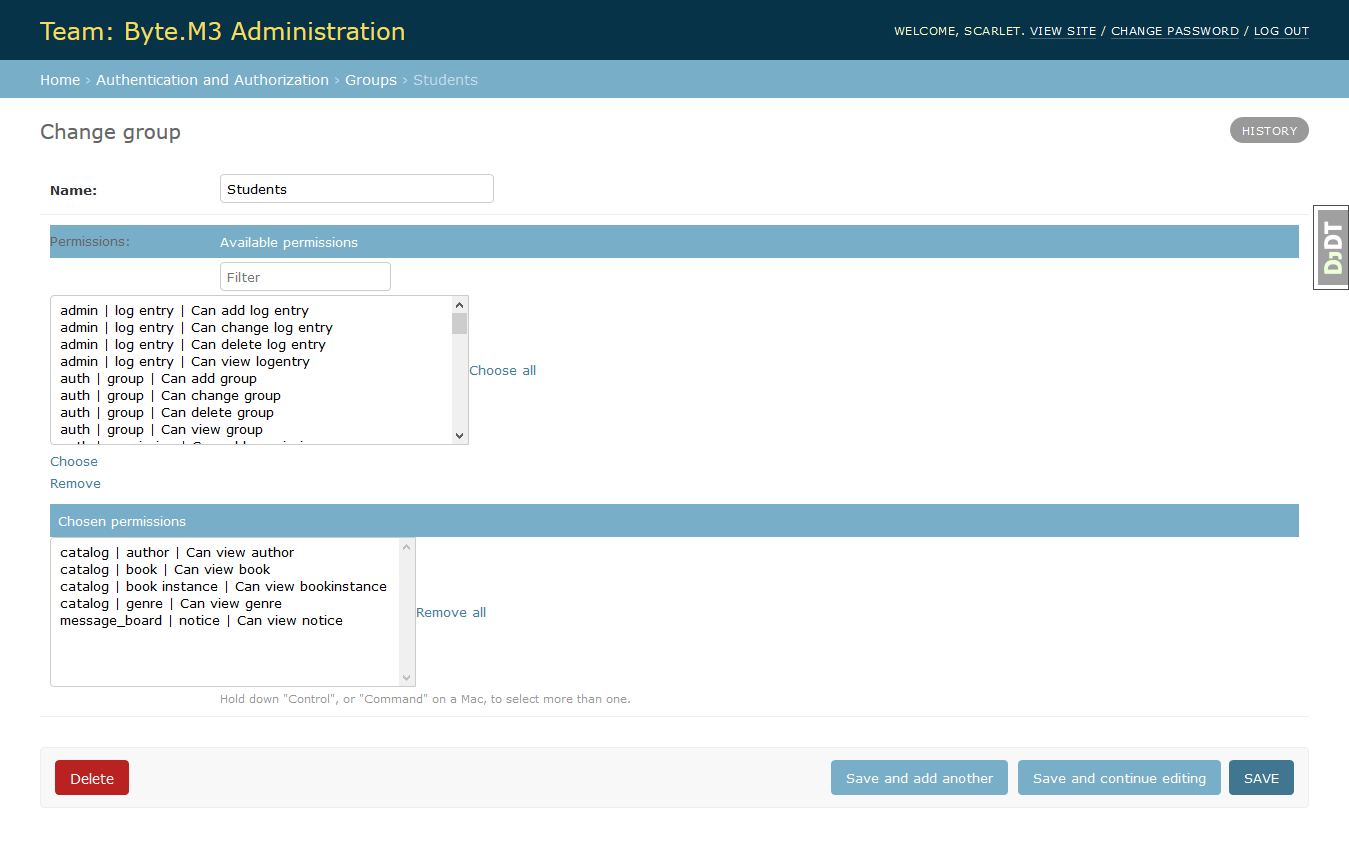 Team: Byte.M3 Administration
WELCOME, SCARLET. VIEW SITE / CHANGE PASSWORD / LOG OUT
Home › Authentication and Authorization › Groups › Students
Change group
HISTORY
Name:
Students
DJDT
Permissions:
Available permissions
Filter
admin | log entry | Can add log entry
admin | log entry | Can change log entry
admin | log entry | Can delete log entry
admin | log entry | Can view logentry
auth | group | Can add group
auth | group | Can change group
auth | group | Can delete group
auth | group | Can view group
Choose all
Choose
Remove
Chosen permissions
catalog | author | Can view author
catalog | book | Can view book
catalog | book instance | Can view bookinstance
catalog | genre | Can view genre
message_board | notice | Can view notice
Remove all
Hold down "Control", or "Command" on a Mac, to select more than one.
Delete
Save and add another
Save and continue editing
SAVE